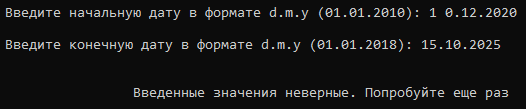 Введите начальную дату в формате d.m.y (01.01.2010): 1 0.12.2020
Введите конечную дату в формате d.m.y (01.01.2018): 15.10.2025
Введенные значения неверные. Попробуйте еще раз